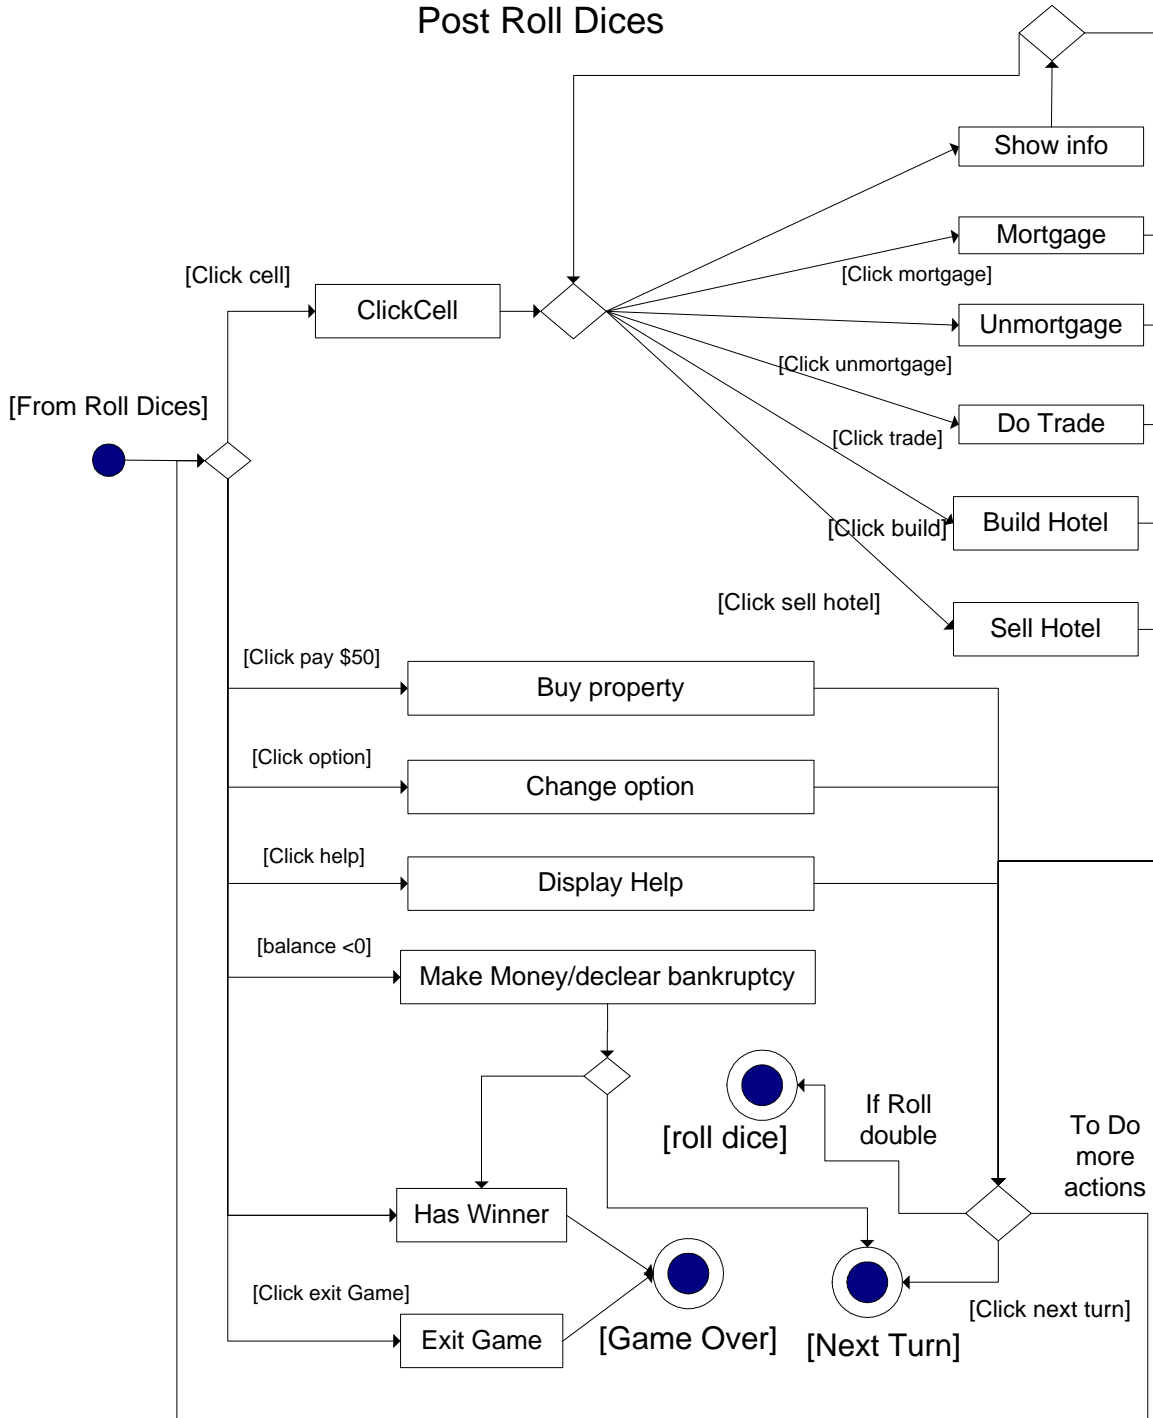 Post Roll Dices
Show info
Mortgage
[Click cell]
[Click mortgage]
ClickCell
Unmortgage
[Click unmortgage]
[From Roll Dices]
Do Trade
[Click trade]
Build Hotel
[Click build]
[Click sell hotel]
Sell Hotel
[Click pay $50]
Buy property
[Click option]
Change option
[Click help]
Display Help
[balance <0]
Make Money/declear bankruptcy
If Roll
double
[roll dice]
To Do
more
actions
Has Winner
[Click exit Game]
[Click next turn]
Exit Game
[Game Over]
[Next Turn]